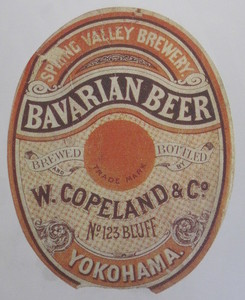 SPRING VALLEY BREWERY
BAVARIAN BEER
BREWED AND BOTTLED BY
TRADE MARK
W. COPELAND & Co
No 123 BLUFF
YOKOHAMA.